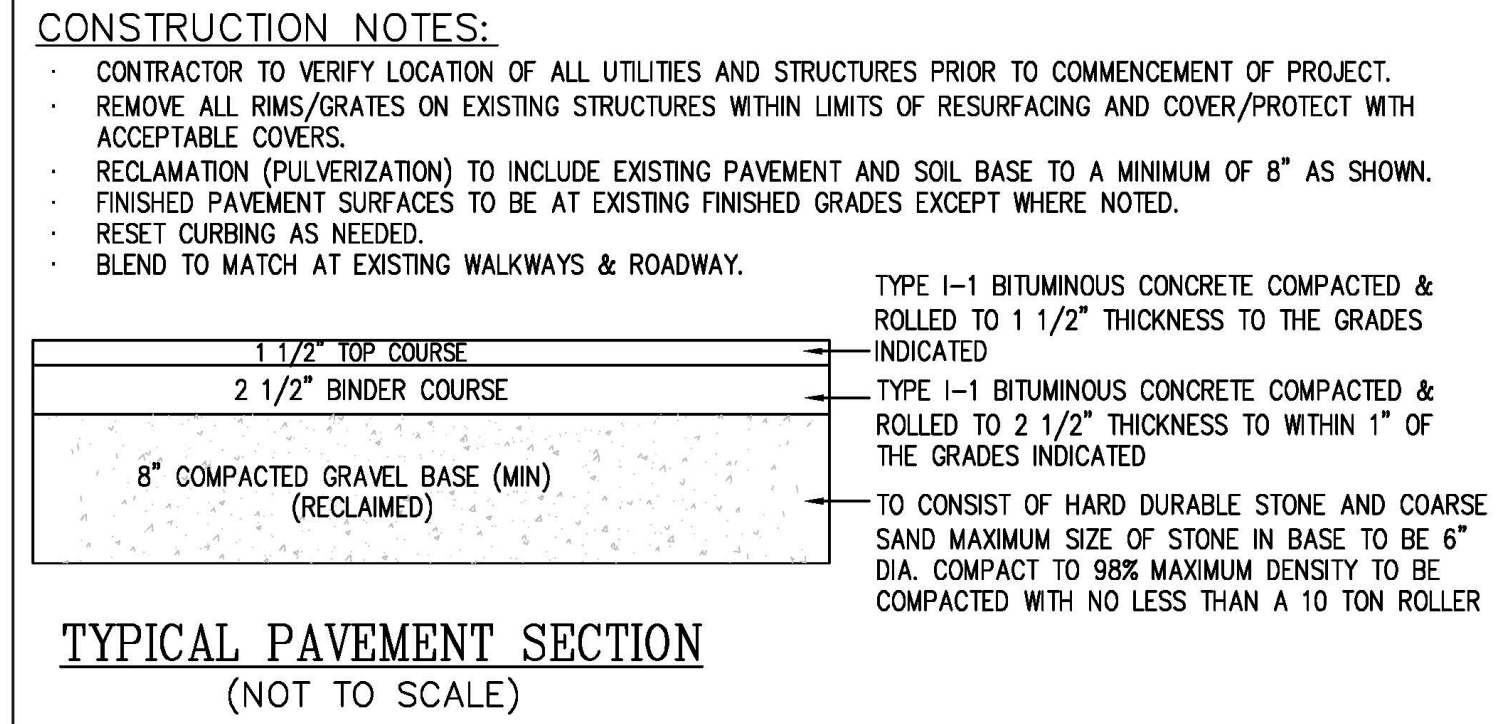 CONSTRUCTION NOTES:
· CONTRACTOR TO VERIFY LOCATION OF ALL UTILITIES AND STRUCTURES PRIOR TO COMMENCEMENT OF PROJECT.
· REMOVE ALL RIMS/GRATES ON EXISTING STRUCTURES WITHIN LIMITS OF RESURFACING AND COVER/PROTECT WITH
ACCEPTABLE COVERS.
· RECLAMATION (PULVERIZATION) TO INCLUDE EXISTING PAVEMENT AND SOIL BASE TO A MINIMUM OF 8" AS SHOWN.
· FINISHED PAVEMENT SURFACES TO BE AT EXISTING FINISHED GRADES EXCEPT WHERE NOTED.
· RESET CURBING AS NEEDED.
· BLEND TO MATCH AT EXISTING WALKWAYS & ROADWAY.
TYPE I-1 BITUMINOUS CONCRETE COMPACTED &
ROLLED TO 1 1/2" THICKNESS TO THE GRADES
INDICATED
1 1/2" TOP COURSE
2 1/2" BINDER COURSE
TYPE I-1 BITUMINOUS CONCRETE COMPACTED &
ROLLED TO 2 1/2" THICKNESS TO WITHIN 1" OF
THE GRADES INDICATED
8" COMPACTED GRAVEL BASE (MIN)
(RECLAIMED)
TO CONSIST OF HARD DURABLE STONE AND COARSE
SAND MAXIMUM SIZE OF STONE IN BASE TO BE 6"
DIA. COMPACT TO 98% MAXIMUM DENSITY TO BE
COMPACTED WITH NO LESS THAN A 10 TON ROLLER
TYPICAL PAVEMENT SECTION
(NOT TO SCALE)